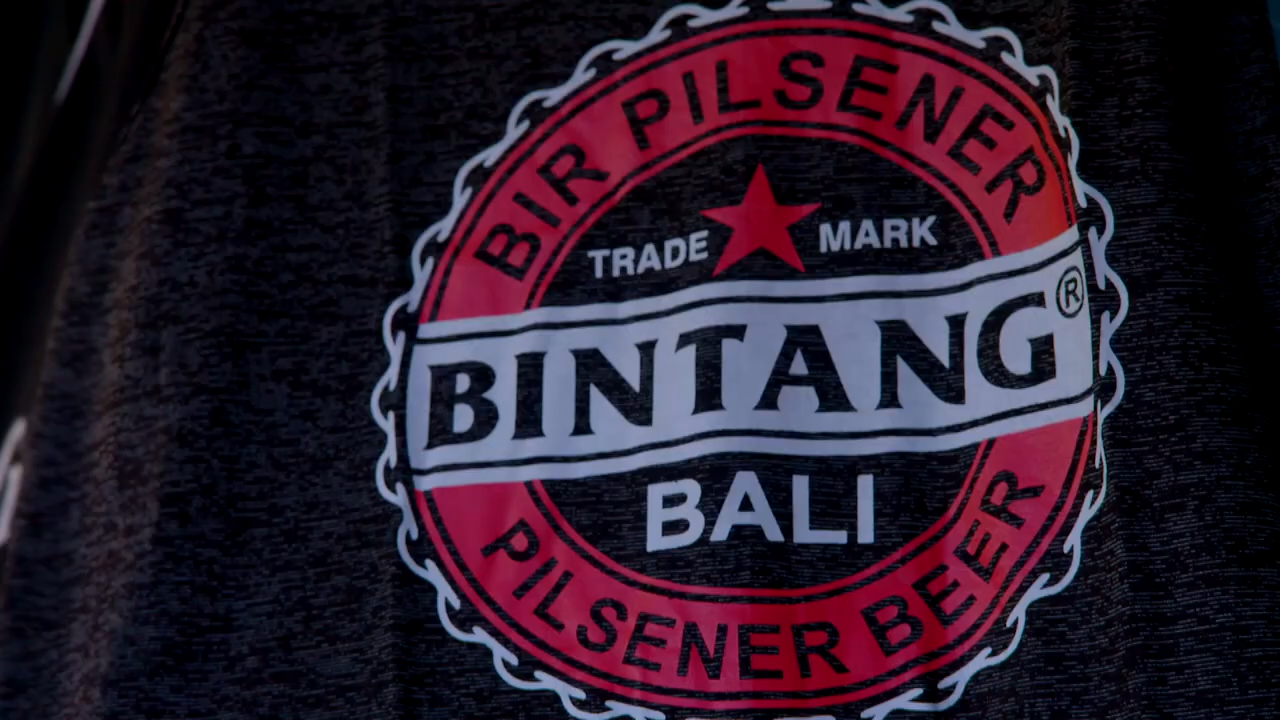 BIR PILSENER
TRADE MARK
BINTANG®
BALI
PILSENER BEER